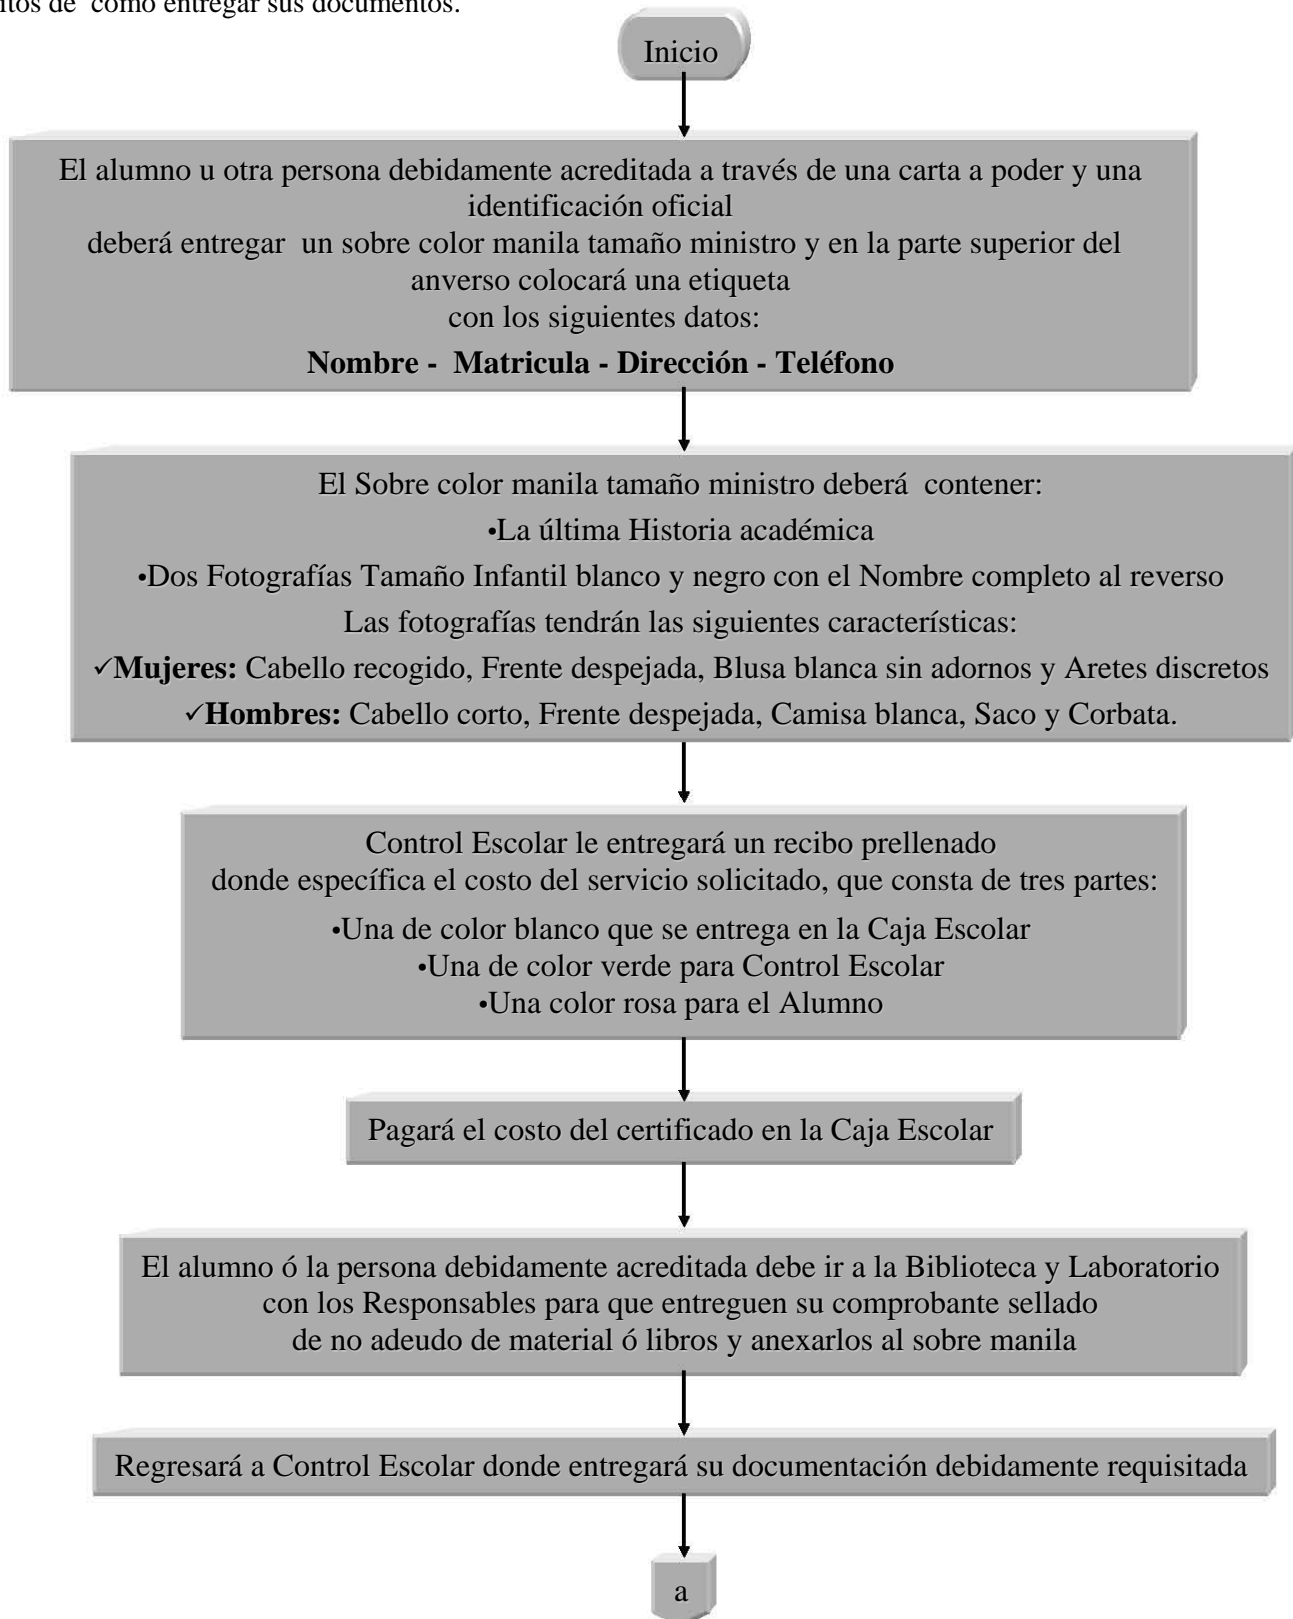 de como entregar sus documentos.
Inicio
El alumno u otra persona debidamente acreditada a través de una carta a poder y una
identificación oficial
deberá entregar un sobre color manila tamaño ministro y en la parte superior del
anverso colocará una etiqueta
con los siguientes datos:
Nombre - Matricula - Dirección - Teléfono
El Sobre color manila tamaño ministro deberá contener:
•La última Historia académica
•Dos Fotografías Tamaño Infantil blanco y negro con el Nombre completo al reverso
Las fotografías tendrán las siguientes características:
✓Mujeres: Cabello recogido, Frente despejada, Blusa blanca sin adornos y Aretes discretos
✓Hombres: Cabello corto, Frente despejada, Camisa blanca, Saco y Corbata.
Control Escolar le entregará un recibo prellenado
donde específica el costo del servicio solicitado, que consta de tres partes:
•Una de color blanco que se entrega en la Caja Escolar
•Una de color verde para Control Escolar
•Una color rosa para el Alumno
Pagará el costo del certificado en la Caja Escolar
El alumno ó la persona debidamente acreditada debe ir a la Biblioteca y Laboratorio
con los Responsables para que entreguen su comprobante sellado
de no adeudo de material ó libros y anexarlos al sobre manila
Regresará a Control Escolar donde entregará su documentación debidamente requisitada
a